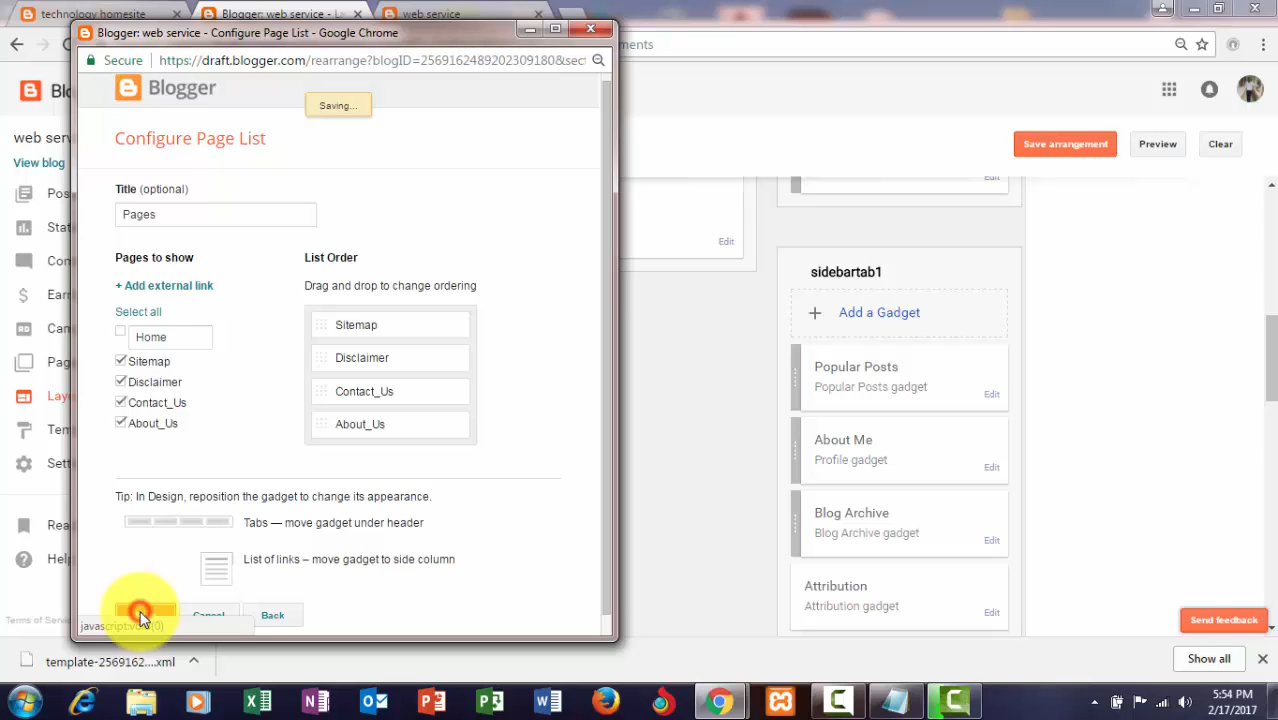 technology homesite
Blogger: web service - L
web service
Blogger: web service - Configure Page List - Google Chrome
Secure
https://draft.blogger.com/rearrange?blogID=2569162489202309180&sect
ments
Blogger
Saving...
Configure Page List
web serv
View blog
Save arrangement
Preview
Clear
Title (optional)
Pages
Edit
Edit
Pages to show
List Order
+ Add external link
Drag and drop to change ordering
Select all
Home
Sitemap
Disclaimer
Contact_Us
About_Us
Sitemap
Disclaimer
Contact_Us
About_Us
sidebartab1
Add a Gadget
Popular Posts
Popular Posts gadget
Edit
About Me
Profile gadget
Edit
Blog Archive
Blog Archive gadget
Edit
Attribution
Attribution gadget
Edit
Tip: In Design, reposition the gadget to change its appearance.
Tabs — move gadget under header
List of links – move gadget to side column
Cancel
Back
Terms of Servic
Send feedback
template-2569162....xml
Show all
5:54 PM
2/17/2017